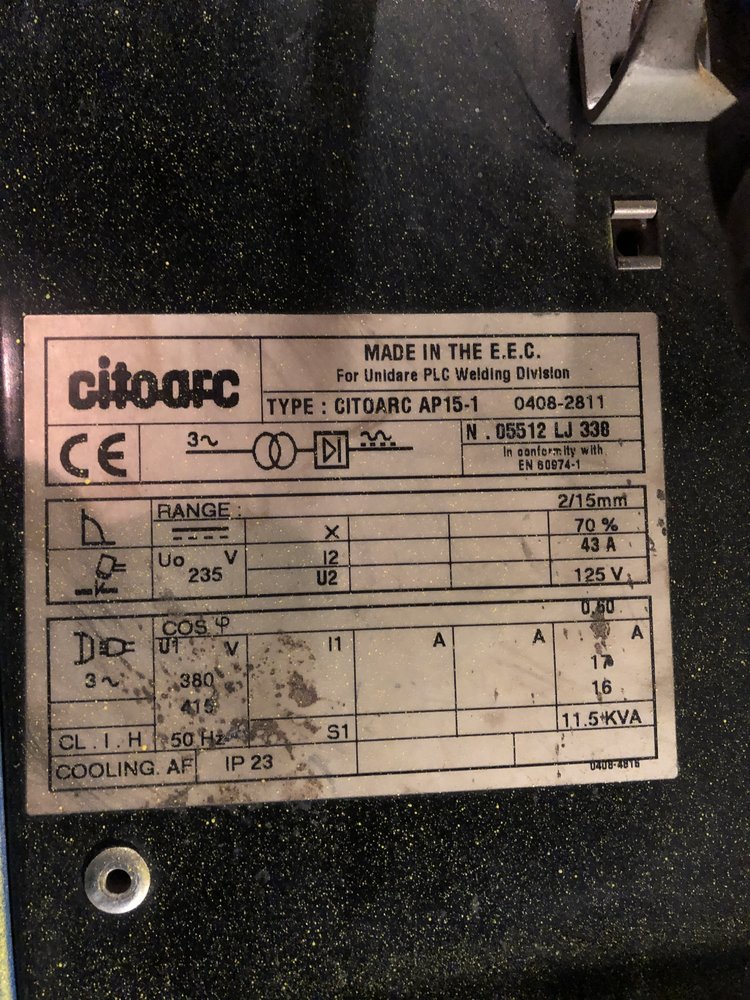 citoarc
MADE IN THE E.E.C.
For Unidare PLC Welding Division
TYPE : CITOARC AP15-1 0408-2811
CE
3~
N . 05512 LJ 338
In conformity with
EN 60974-1
RANGE : 2/15mm
X 70 %
Uo 235 V I2 43 A
U2 125 V
COS φ 0,60
U1 V I1 A A A
3~ 380 17
415 16
CL . I . H 50 Hz S1 11.5 KVA
COOLING. AF IP 23
0408-4816